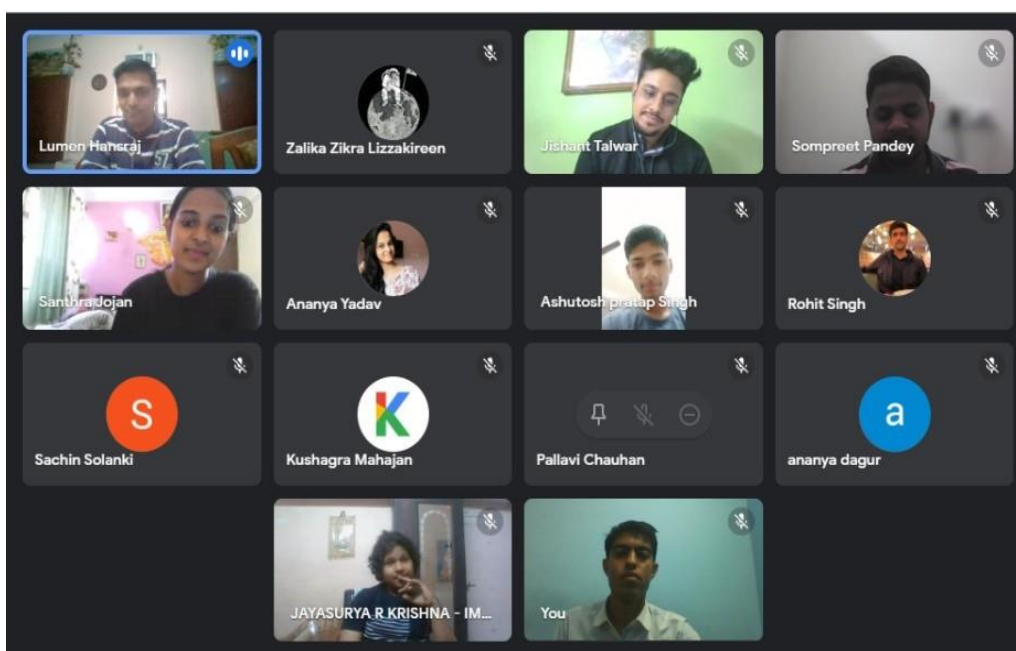 Lumen Hansraj
Zalika Zikra Lizzakireen
Jishant Talwar
Sompreet Pandey
Santhra Jojan
Ananya Yadav
Ashutosh pratap Singh
Rohit Singh
S
Sachin Solanki
K
Kushagra Mahajan
Pallavi Chauhan
a
ananya dagur
JAYASURYA R KRISHNA - IM...
You